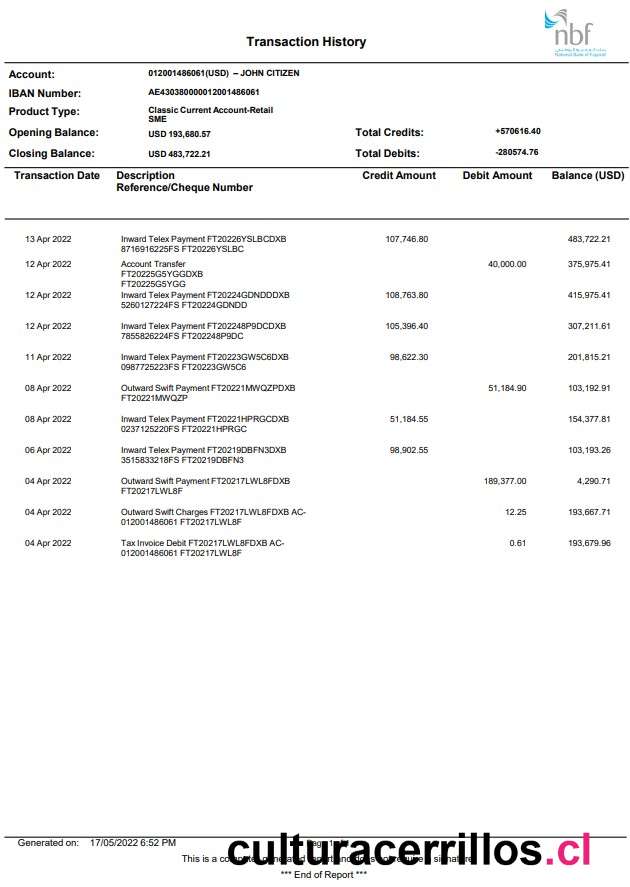 Transaction History
nbf
National Bank of Fujairah
Account: 012001486061(USD) – JOHN CITIZEN
IBAN Number: AE430380000012001486061
Product Type: Classic Current Account-Retail
SME
Opening Balance: USD 193,680.57 Total Credits: +570616.40
Closing Balance: USD 483,722.21 Total Debits: -280574.76
Transaction Date Description Credit Amount Debit Amount Balance (USD)
Reference/Cheque Number
13 Apr 2022 Inward Telex Payment FT20226YSLBCDXB 107,746.80 483,722.21
8716916225FS FT20226YSLBC
12 Apr 2022 Account Transfer 40,000.00 375,975.41
FT20225G5YGGDXB
FT20225G5YGG
12 Apr 2022 Inward Telex Payment FT20224GDNDDDXB 108,763.80 415,975.41
5260127224FS FT20224GDNDD
12 Apr 2022 Inward Telex Payment FT202248P9DCDXB 105,396.40 307,211.61
7855826224FS FT202248P9DC
11 Apr 2022 Inward Telex Payment FT20223GW5C6DXB 98,622.30 201,815.21
0987725223FS FT20223GW5C6
08 Apr 2022 Outward Swift Payment FT20221MWQZPDXB 51,184.90 103,192.91
FT20221MWQZP
08 Apr 2022 Inward Telex Payment FT20221HPRGCDXB 51,184.55 154,377.81
0237125220FS FT20221HPRGC
06 Apr 2022 Inward Telex Payment FT20219DBFN3DXB 98,902.55 103,193.26
3515833218FS FT20219DBFN3
04 Apr 2022 Outward Swift Payment FT20217LWL8FDXB 189,377.00 4,290.71
FT20217LWL8F
04 Apr 2022 Outward Swift Charges FT20217LWL8FDXB AC- 12.25 193,667.71
012001486061 FT20217LWL8F
04 Apr 2022 Tax Invoice Debit FT20217LWL8FDXB AC- 0.61 193,679.96
012001486061 FT20217LWL8F
Generated on: 17/05/2022 6:52 PM
culturacerrillos.cl
This is a signature
*** End of Report ***